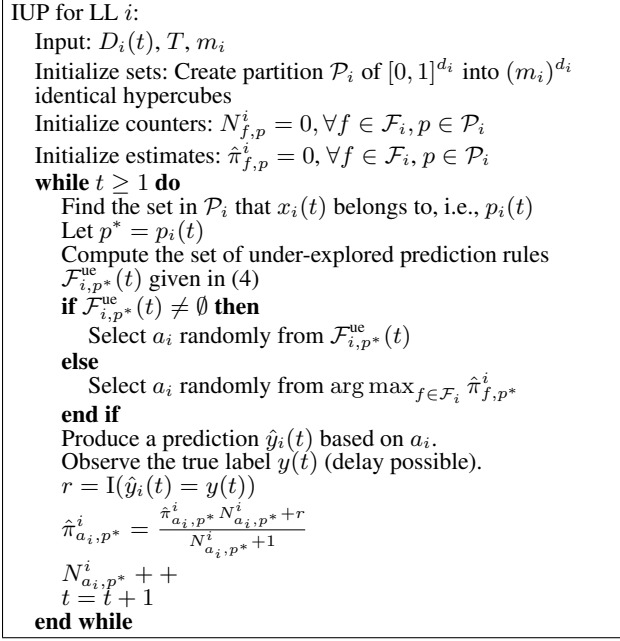 IUP for LL i:
Input: D_i(t), T, m_i
Initialize sets: Create partition 𝒫_i of [0, 1]^{d_i} into (m_i)^{d_i}
identical hypercubes
Initialize counters: N^i_{f,p} = 0, ∀f ∈ ℱ_i, p ∈ 𝒫_i
Initialize estimates: π̂^i_{f,p} = 0, ∀f ∈ ℱ_i, p ∈ 𝒫_i
while t ≥ 1 do
Find the set in 𝒫_i that x_i(t) belongs to, i.e., p_i(t)
Let p* = p_i(t)
Compute the set of under-explored prediction rules
ℱ^{ue}_{i,p*}(t) given in (4)
if ℱ^{ue}_{i,p*}(t) ≠ ∅ then
Select a_i randomly from ℱ^{ue}_{i,p*}(t)
else
Select a_i randomly from arg max_{f∈ℱ_i} π̂^i_{f,p*}
end if
Produce a prediction ŷ_i(t) based on a_i.
Observe the true label y(t) (delay possible).
r = I(ŷ_i(t) = y(t))
π̂^i_{a_i,p*} = \frac{π̂^i_{a_i,p*} N^i_{a_i,p*} + r}{N^i_{a_i,p*} + 1}
N^i_{a_i,p*} + +
t = t + 1
end while